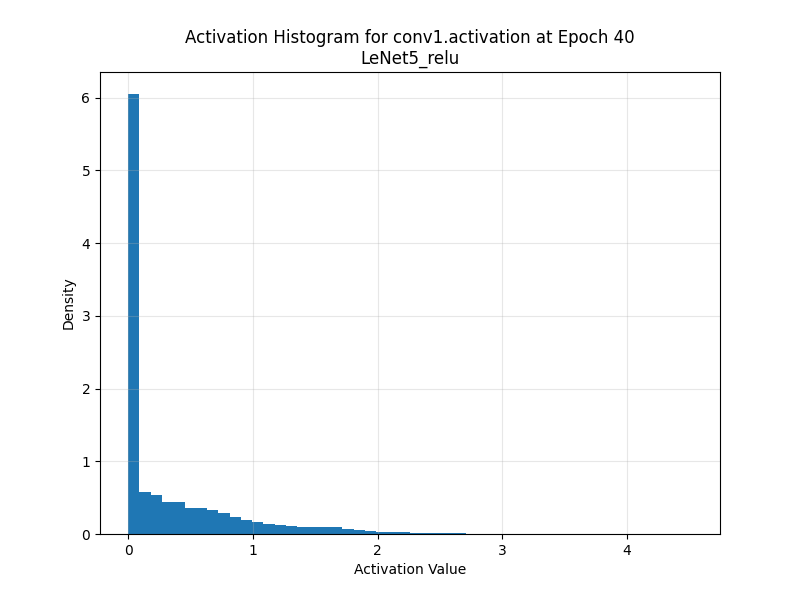 Activation Histogram for conv1.activation at Epoch 40
LeNet5_relu
6
5
4
3
2
1
0
Density
0 1 2 3 4
Activation Value